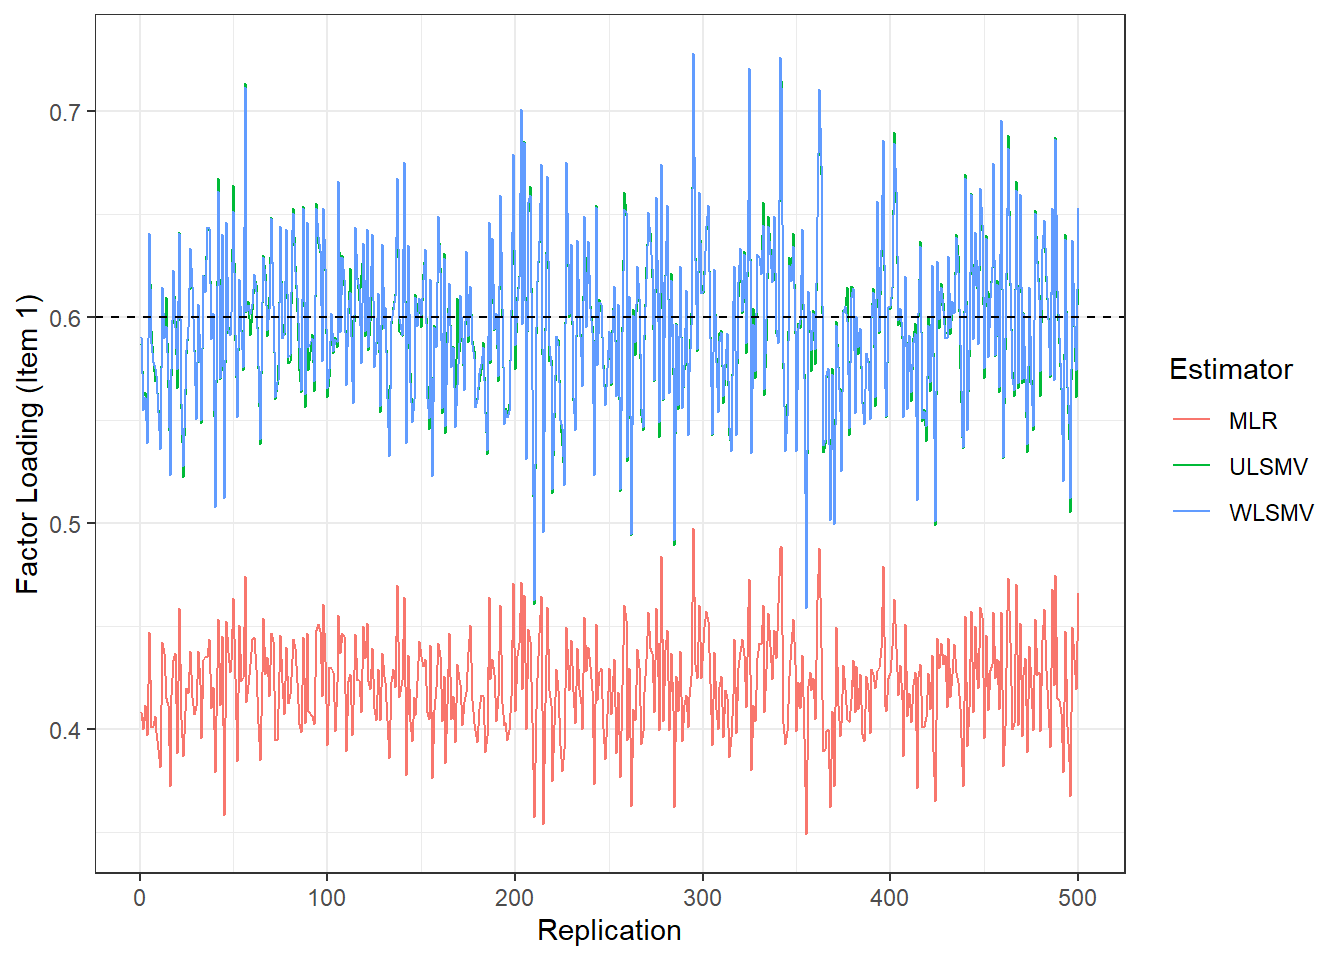 0.7
0.6
0.5
0.4
Factor Loading (Item 1)
0
100
200
300
400
500
Replication
Estimator
MLR
ULSMV
WLSMV